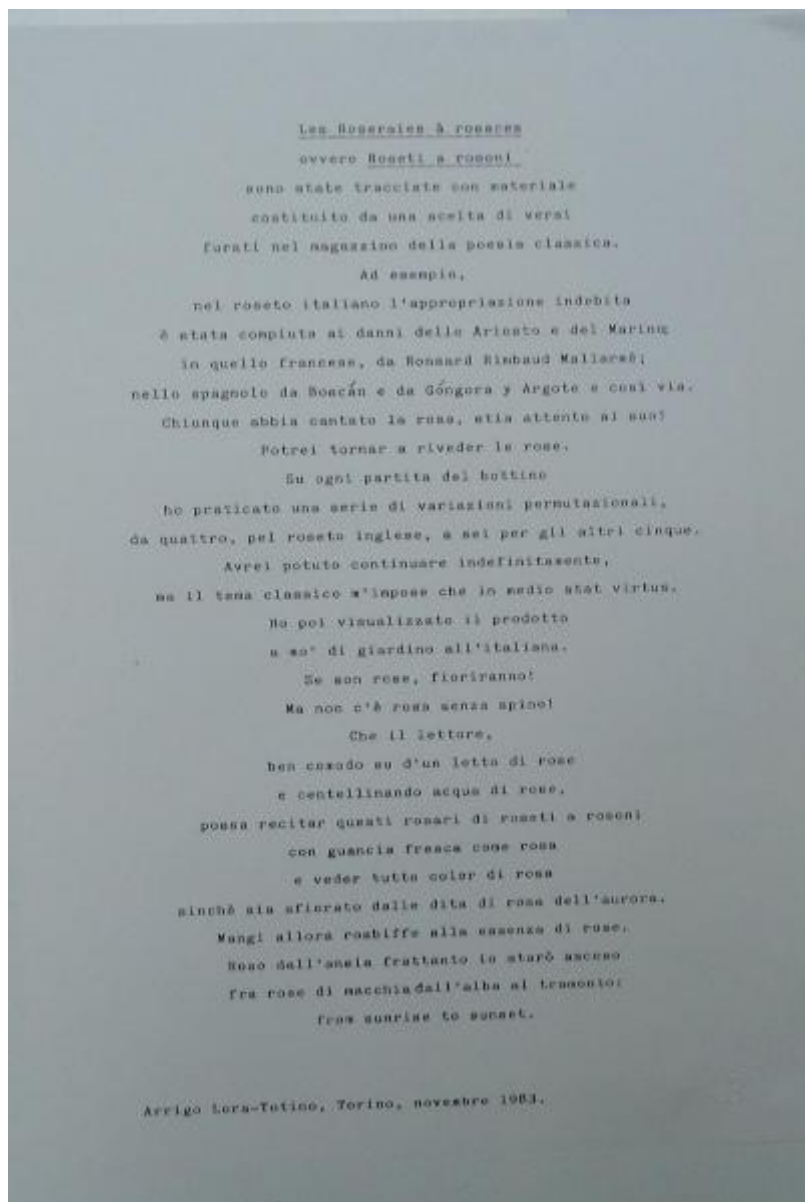 Les Roseraies à rosaces
ovvero Roseti a rosoni
sono state tracciate con materiale
costituito da una scelta di versi
furati nel magazzino della poesia classica.
Ad esempio,
nel roseto italiano l'appropriazione indebita
è stata compiuta ai danni dello Ariosto e del Marino;
in quello francese, da Ronsard Rimbaud Mallarmè;
nello spagnolo da Boscán e da Góngora y Argote e così via.
Chiunque abbia cantato la rosa, stia attento ai suoi
Potrei tornar a riveder le rose.
Su ogni partita del bottino
ho praticato una serie di variazioni permutazionali,
da quattro, pel roseto inglese, a sei per gli altri cinque.
Avrei potuto continuare indefinitamente,
ma il tema classico m'impose che in medio stat virtus.
Ho poi visualizzato il prodotto
a mo' di giardino all'italiana.
Se son rose, fioriranno!
Ma non c'è rosa senza spine!
Che il lettore,
ben comodo su d'un letto di rose
e centellinando acqua di rose,
possa recitar questi rosari di roseti a rosoni
con guancia fresca come rosa
e veder tutto color di rosa
sinchè sia sfiorato dalle dita di rosa dell'aurora.
Mangi allora rosbiffe alla essenza di rose.
Roso dall'ansia frattanto io starò ascoso
fra rose di macchia dall'alba al tramonto:
from sunrise to sunset.
Arrigo Lora-Totino, Torino, novembre 1983.